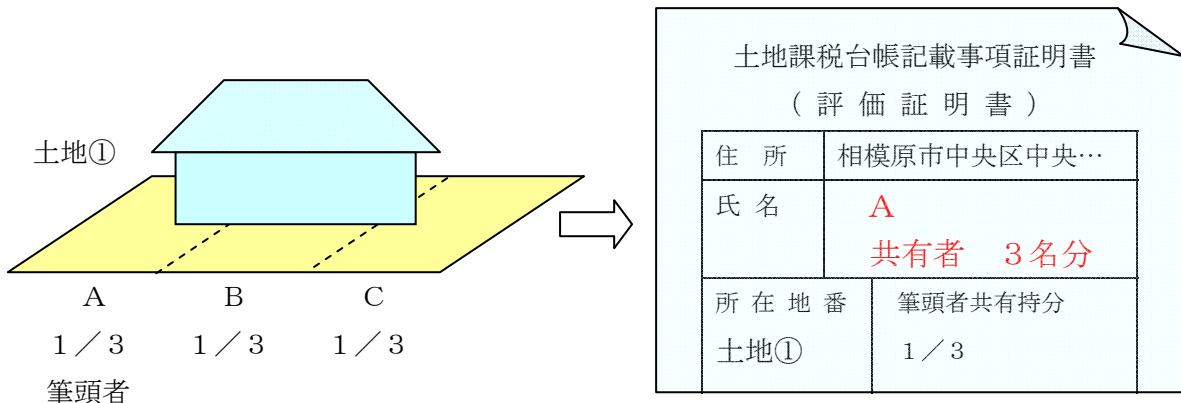 土地①
A B C
1／3 1／3 1／3
筆頭者
土地課税台帳記載事項証明書
（評価証明書）
住所 相模原市中央区中央…
氏名 A
共有者 3名分
所在地番 筆頭者共有持分
土地① 1／3